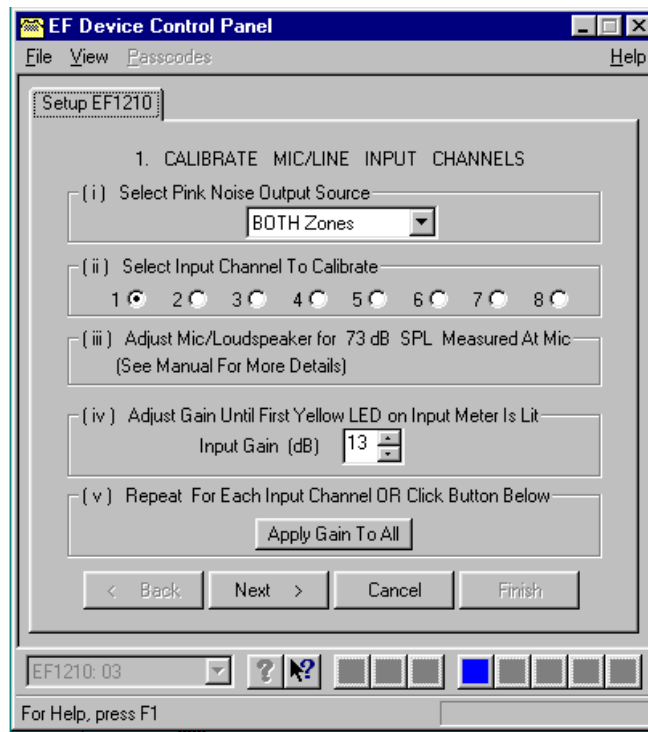 EF Device Control Panel
File View Passcodes Help
Setup EF1210
1. CALIBRATE MIC/LINE INPUT CHANNELS
( i ) Select Pink Noise Output Source
BOTH Zones
( ii ) Select Input Channel To Calibrate
1 2 3 4 5 6 7 8
( iii ) Adjust Mic/Loudspeaker for 73 dB SPL Measured At Mic
(See Manual For More Details)
( iv ) Adjust Gain Until First Yellow LED on Input Meter Is Lit
Input Gain (dB) 13
( v ) Repeat For Each Input Channel OR Click Button Below
Apply Gain To All
< Back Next > Cancel Finish
EF1210: 03 ? ?
For Help, press F1